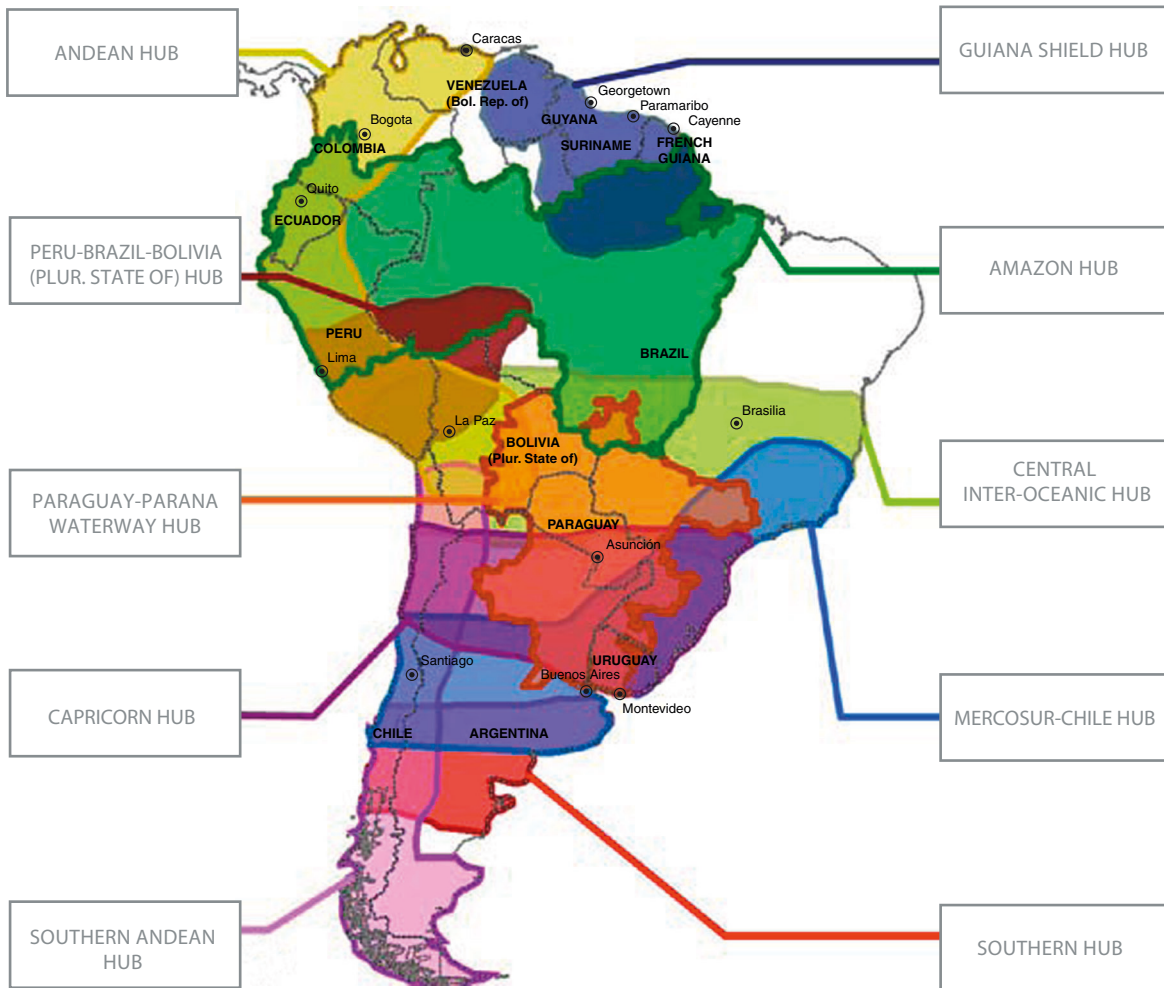 ANDEAN HUB
GUIANA SHIELD HUB
PERU-BRAZIL-BOLIVIA
(PLUR. STATE OF) HUB
AMAZON HUB
PARAGUAY-PARANA
WATERWAY HUB
CENTRAL
INTER-OCEANIC HUB
CAPRICORN HUB
MERCOSUR-CHILE HUB
SOUTHERN ANDEAN
HUB
SOUTHERN HUB
Caracas
VENEZUELA
(Bol. Rep. of)
Georgetown
Paramaribo
GUYANA
Cayenne
SURINAME
FRENCH
GUIANA
Bogota
COLOMBIA
Quito
ECUADOR
PERU
Lima
BRAZIL
Brasilia
La Paz
BOLIVIA
(Plur. State of)
PARAGUAY
Asunción
URUGUAY
Santiago
Buenos Aires
Montevideo
CHILE
ARGENTINA